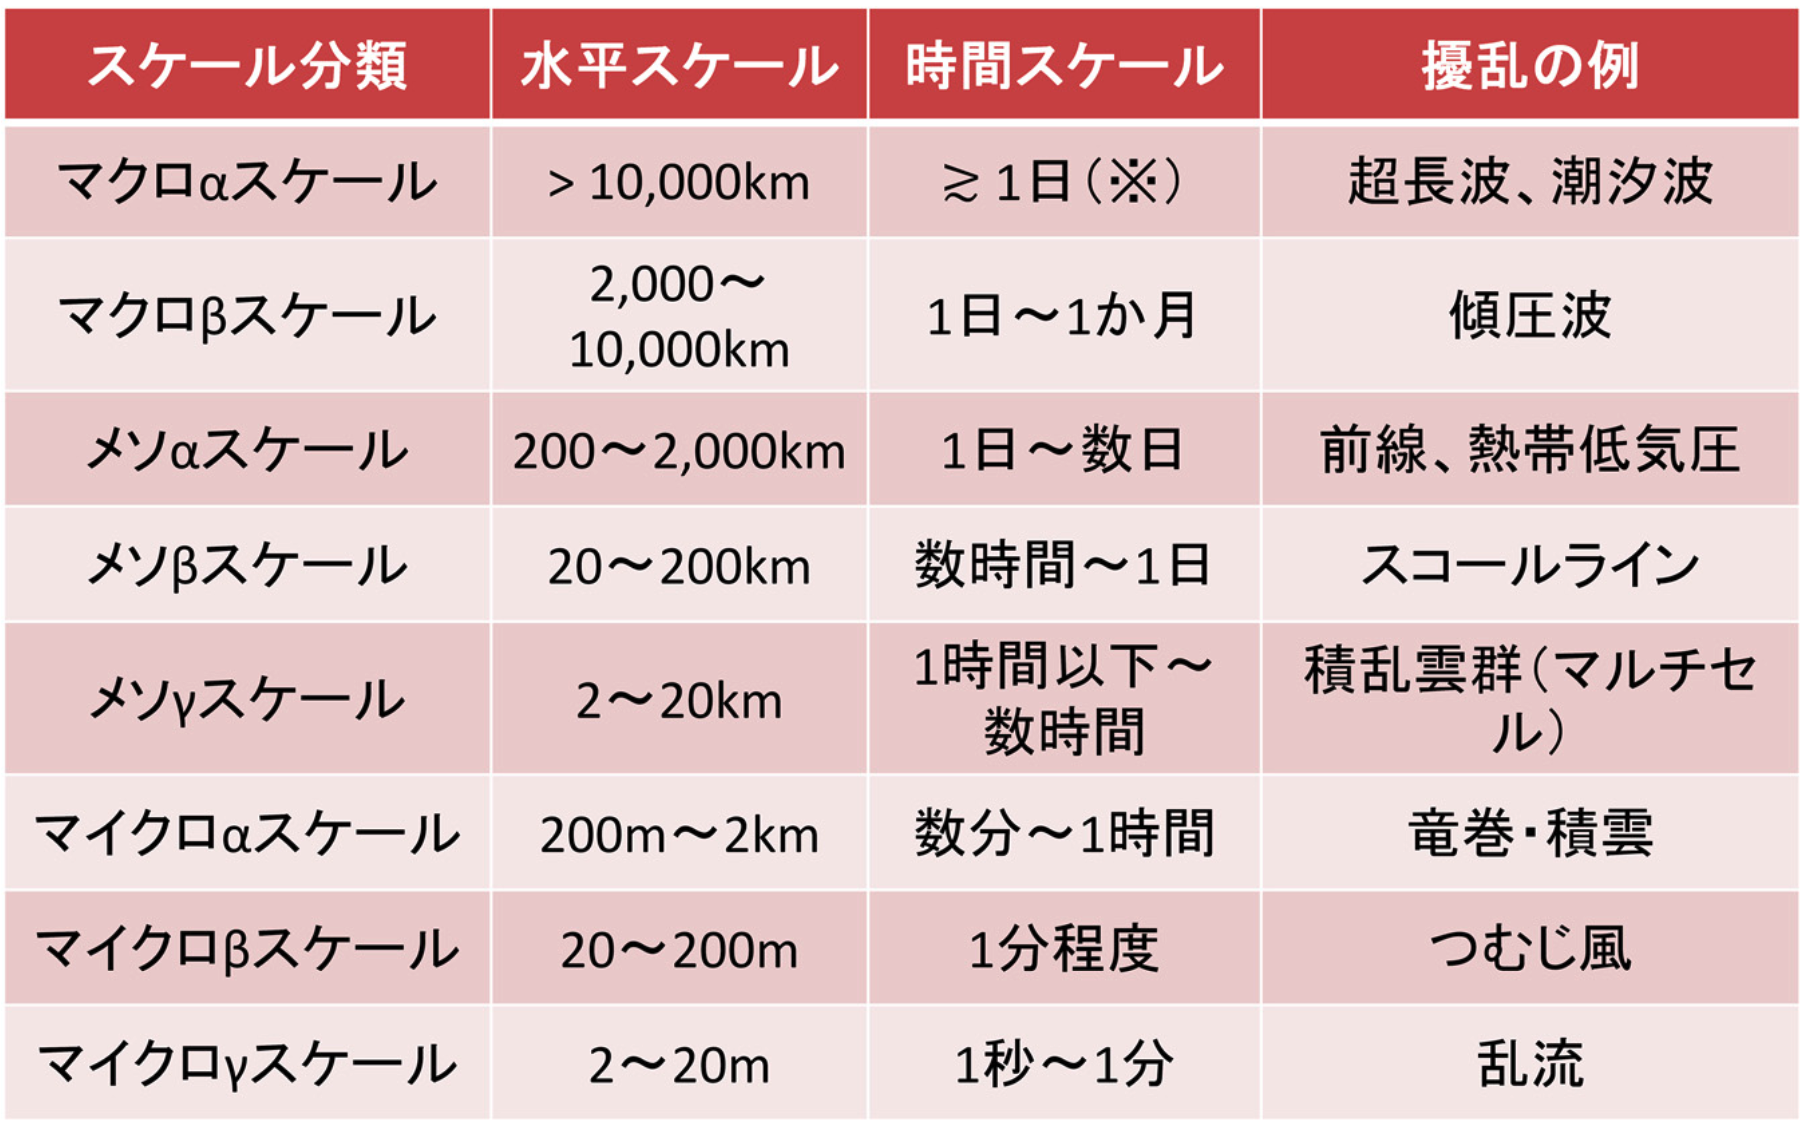 スケール分類 水平スケール 時間スケール 擾乱の例
マクロαスケール > 10,000km ≳ 1日(※) 超長波、潮汐波
マクロβスケール 2,000～
10,000km 1日～1か月 傾圧波
メソαスケール 200～2,000km 1日～数日 前線、熱帯低気圧
メソβスケール 20～200km 数時間～1日 スコールライン
メソγスケール 2～20km 1時間以下～
数時間 積乱雲群(マルチセ
ル)
マイクロαスケール 200m～2km 数分～1時間 竜巻・積雲
マイクロβスケール 20～200m 1分程度 つむじ風
マイクロγスケール 2～20m 1秒～1分 乱流